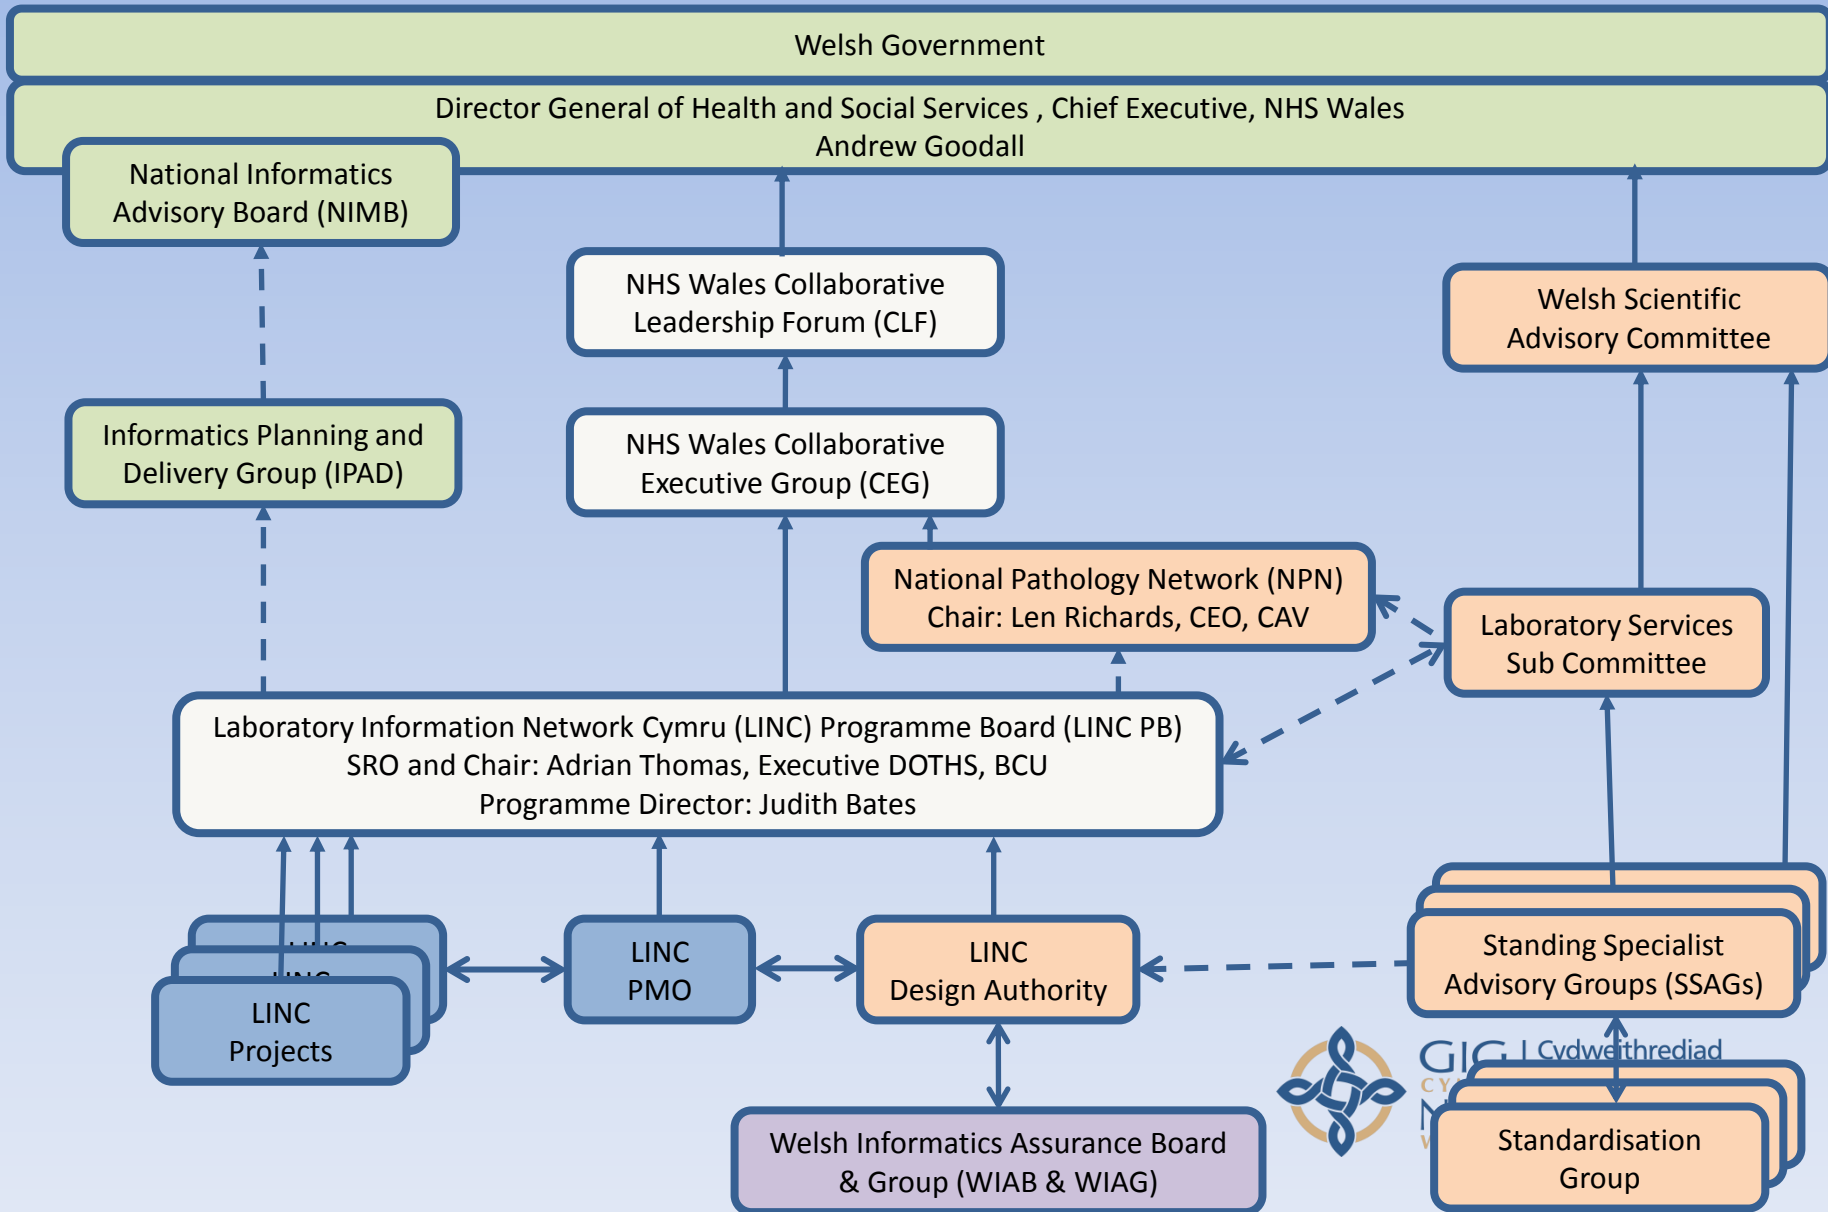 Welsh Government
Director General of Health and Social Services , Chief Executive, NHS Wales
Andrew Goodall
National Informatics
Advisory Board (NIMB)
NHS Wales Collaborative
Leadership Forum (CLF)
Welsh Scientific
Advisory Committee
Informatics Planning and
Delivery Group (IPAD)
NHS Wales Collaborative
Executive Group (CEG)
National Pathology Network (NPN)
Chair: Len Richards, CEO, CAV
Laboratory Services
Sub Committee
Laboratory Information Network Cymru (LINC) Programme Board (LINC PB)
SRO and Chair: Adrian Thomas, Executive DOTHS, BCU
Programme Director: Judith Bates
LINC
LINC
LINC
Projects
LINC
PMO
LINC
Design Authority
Standing Specialist
Advisory Groups (SSAGs)
GIG
Cydweithrediad
Welsh Informatics Assurance Board
& Group (WIAB & WIAG)
Standardisation
Group